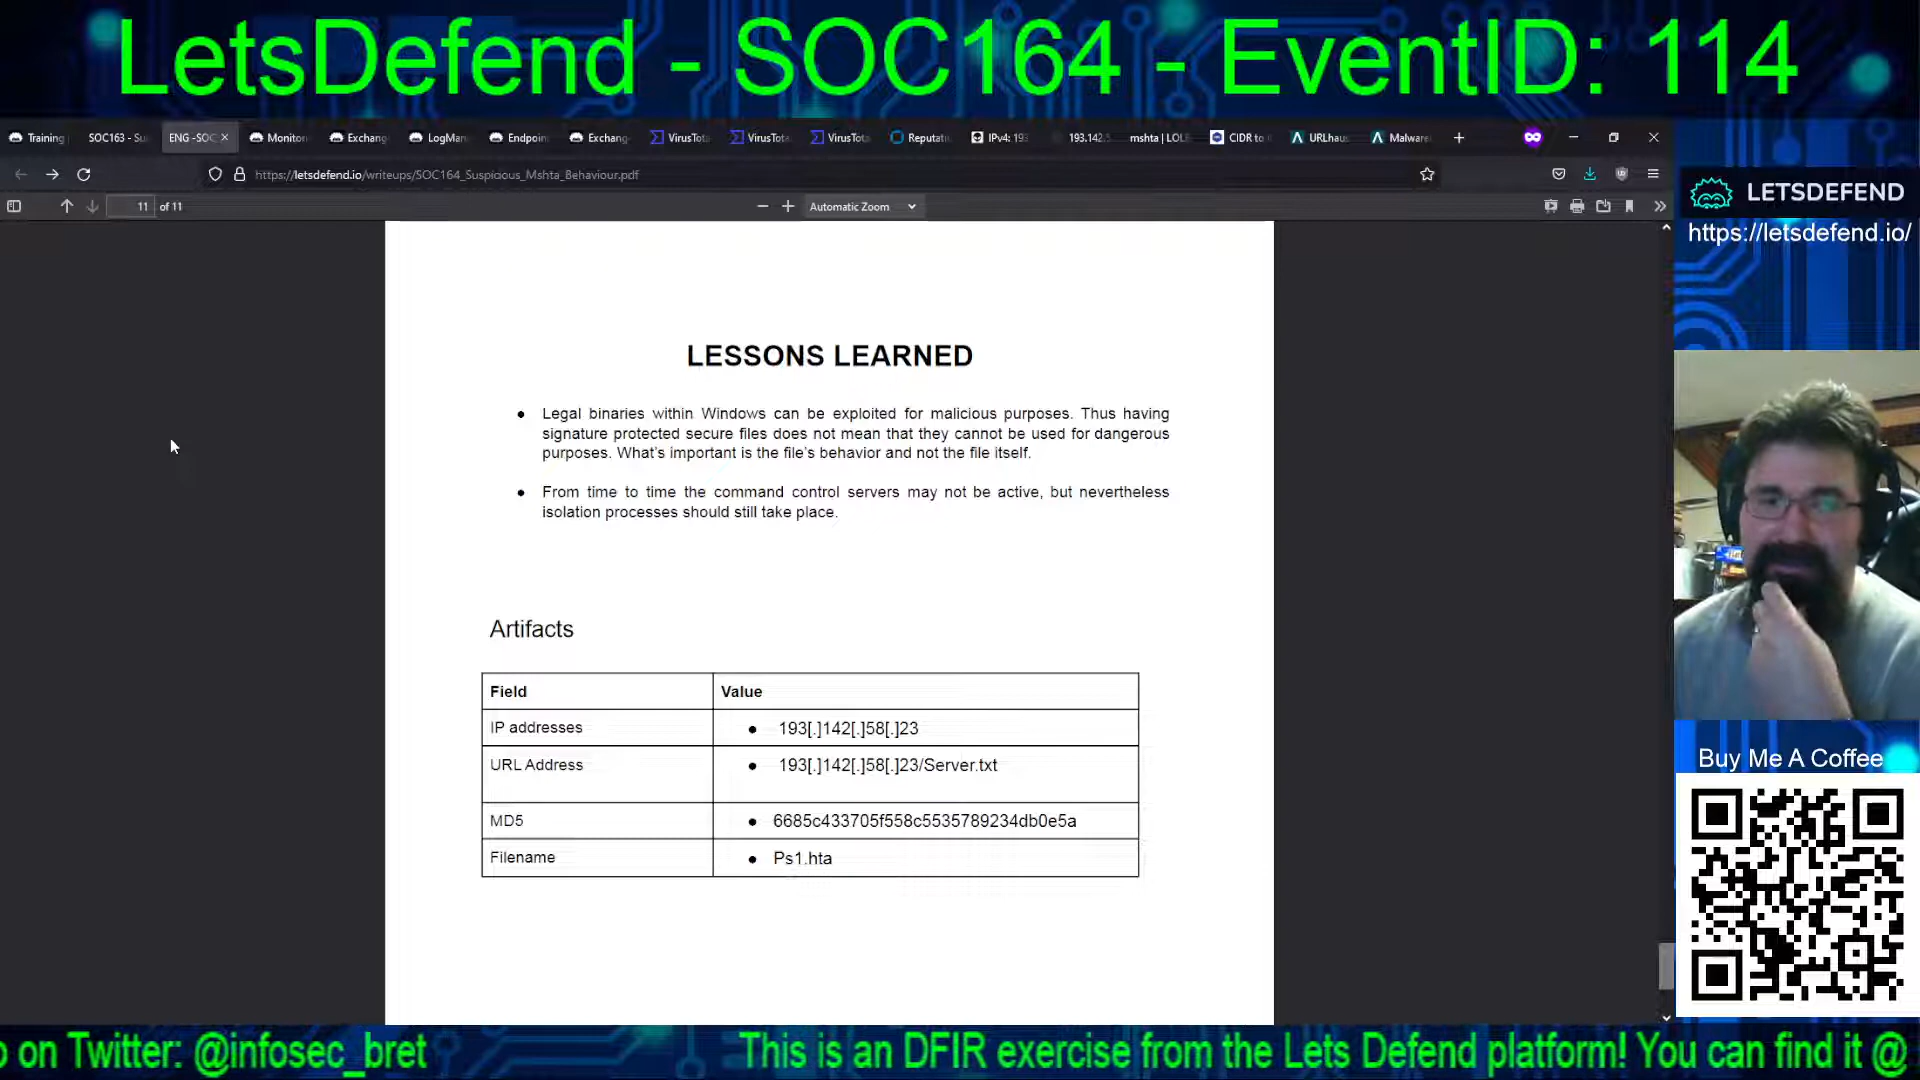 LetsDefend - SOC164 - EventID: 114
Training
SOC163 - Su
ENG -SOC
Monitor
Exchang
LogMan
Endpoin
Exchang
VirusTota
VirusTota
VirusTota
Reputati
IPv4: 193
193.142.5
mshta | LOL
CIDR to
URLhaus
Malware
https://letsdefend.io/writeups/SOC164_Suspicious_Mshta_Behaviour.pdf
11 of 11
Automatic Zoom
LETSDEFEND
https://letsdefend.io/
LESSONS LEARNED
● Legal binaries within Windows can be exploited for malicious purposes. Thus having
signature protected secure files does not mean that they cannot be used for dangerous
purposes. What's important is the file's behavior and not the file itself.
● From time to time the command control servers may not be active, but nevertheless
isolation processes should still take place.
Artifacts
Field Value
IP addresses ● 193[.]142[.]58[.]23
URL Address ● 193[.]142[.]58[.]23/Server.txt
MD5 ● 6685c433705f558c5535789234db0e5a
Filename ● Ps1.hta
Buy Me A Coffee
o on Twitter: @infosec_bret
This is an DFIR exercise from the Lets Defend platform! You can find it @